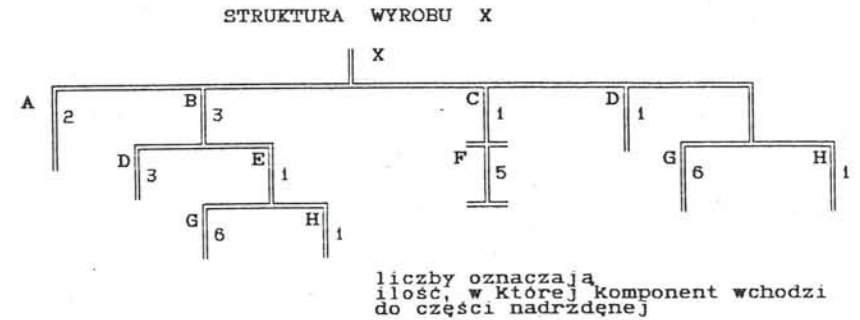 STRUKTURA WYROBU X
X
A B C D
2 3 1 1
D E F G H
3 1 5 6 1
G H
6 1
liczby oznaczają
ilość, w Której Komponent wchodzi
do części nadrzdęnej